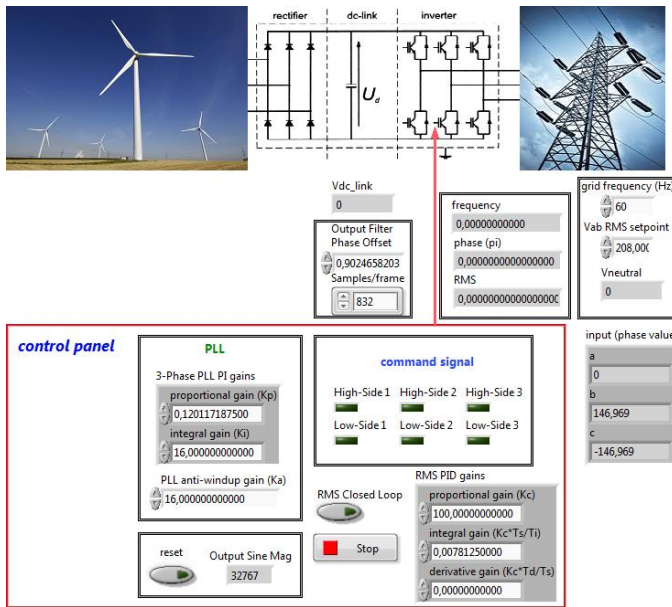 rectifier
dc-link
inverter
Ud
Vdc_link
0
Output Filter
Phase Offset
0,9024658203
Samples/frame
832
frequency
0,00000000000
phase (pi)
0,0000000000000000
RMS
0,0000000000000000
grid frequency (Hz)
60
Vab RMS setpoint
208,000
Vneutral
0
control panel
PLL
3-Phase PLL PI gains
proportional gain (Kp)
0,120117187500
integral gain (Ki)
16,000000000000
PLL anti-windup gain (Ka)
16,000000000000
command signal
High-Side 1 High-Side 2 High-Side 3
Low-Side 1 Low-Side 2 Low-Side 3
input (phase value
a
0
b
146,969
c
-146,969
RMS Closed Loop
Stop
RMS PID gains
proportional gain (Kc)
100,00000000000
integral gain (Kc*Ts/Ti)
0,00781250000
derivative gain (Kc*Td/Ts)
0,00000000000
reset
Output Sine Mag
32767